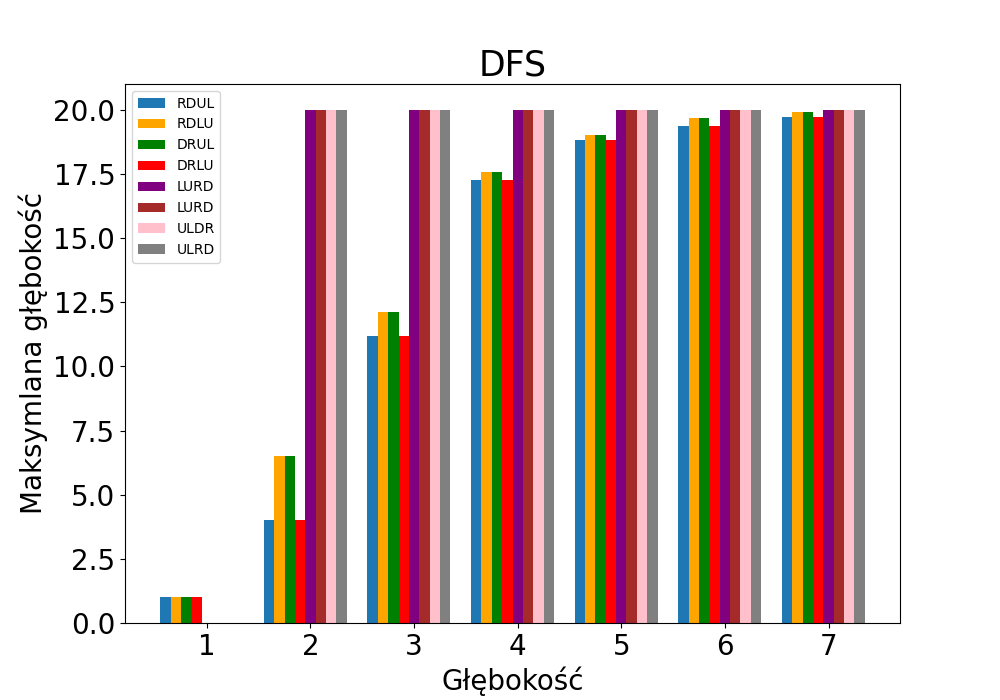 DFS
RDUL
RDLU
DRUL
DRLU
LURD
LURD
ULDR
ULRD
Maksymlana głębokość
20.0
17.5
15.0
12.5
10.0
7.5
5.0
2.5
0.0
1 2 3 4 5 6 7
Głębokość